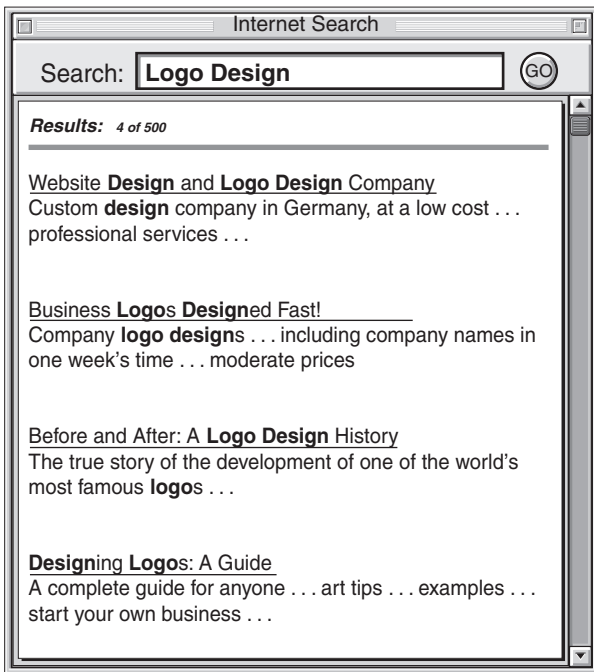 Internet Search
Search: Logo Design GO
Results: 4 of 500
Website Design and Logo Design Company
Custom design company in Germany, at a low cost . . .
professional services . . .
Business Logos Designed Fast!
Company logo designs . . . including company names in
one week's time . . . moderate prices
Before and After: A Logo Design History
The true story of the development of one of the world's
most famous logos . . .
Designing Logos: A Guide
A complete guide for anyone . . . art tips . . . examples . . .
start your own business . . .